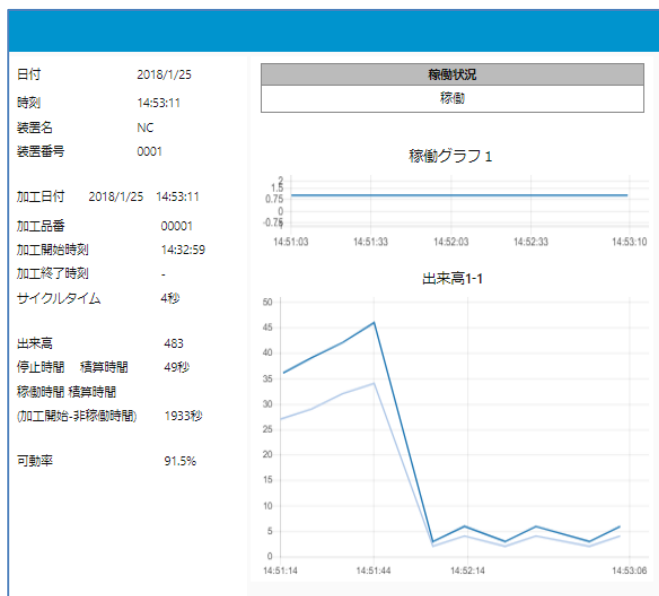 日付 2018/1/25
時刻 14:53:11
装置名 NC
装置番号 0001
加工日付 2018/1/25 14:53:11
加工品番 00001
加工開始時刻 14:32:59
加工終了時刻 -
サイクルタイム 4秒
出来高 483
停止時間 積算時間 49秒
稼働時間 積算時間
(加工開始-非稼働時間) 1933秒
可動率 91.5%
稼働状況
稼働
稼働グラフ1
2
1.5
0.75
0
-0.75
14:51:03 14:51:33 14:52:03 14:52:33 14:53:10
出来高1-1
50
45
40
35
30
25
20
15
10
5
0
14:51:14 14:51:44 14:52:14 14:53:06